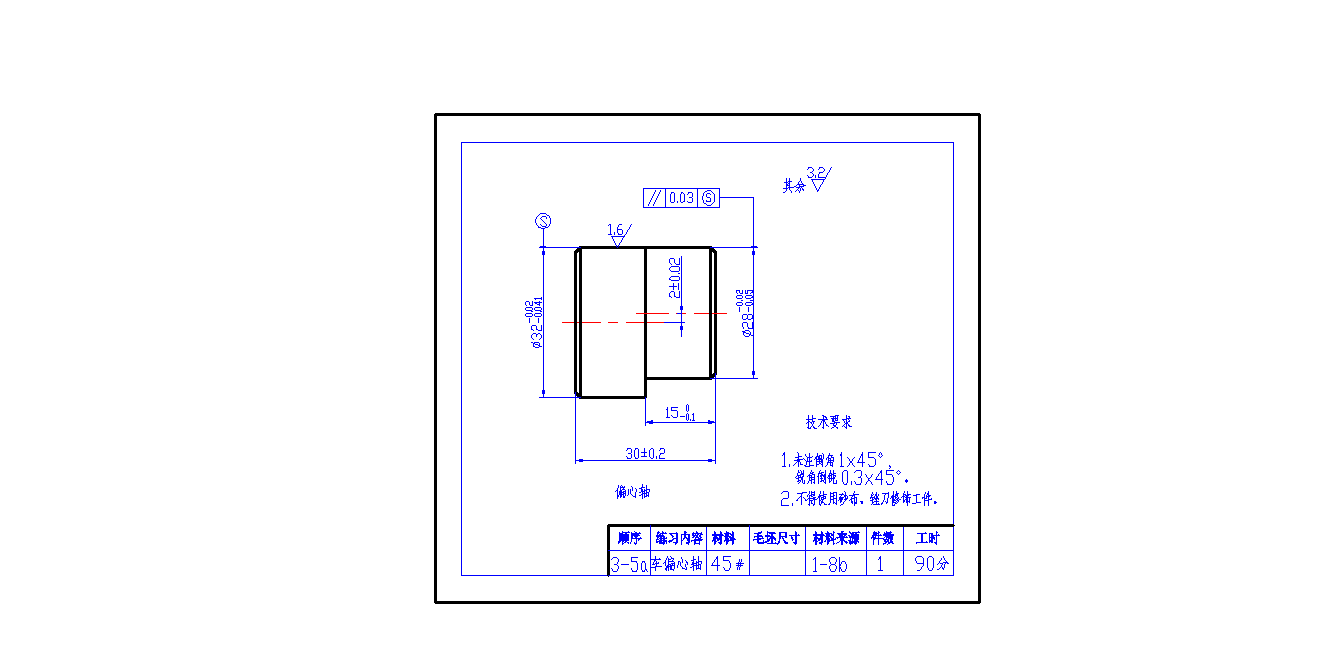 其余 3.2
// 0.03 Ⓢ
Ⓢ
1.6
2±0.02
ø32-0.02 -0.041
ø28-0.02 -0.05
15 0 -0.1
30±0.2
技术要求
1.未注倒角1x45°,
锐角倒钝0.3x45°.
2.不得使用砂布、锉刀修饰工件.
偏心轴
顺序 练习内容 材料 毛坯尺寸 材料来源 件数 工时
3-5a 车偏心轴 45# 1-8b 1 90分